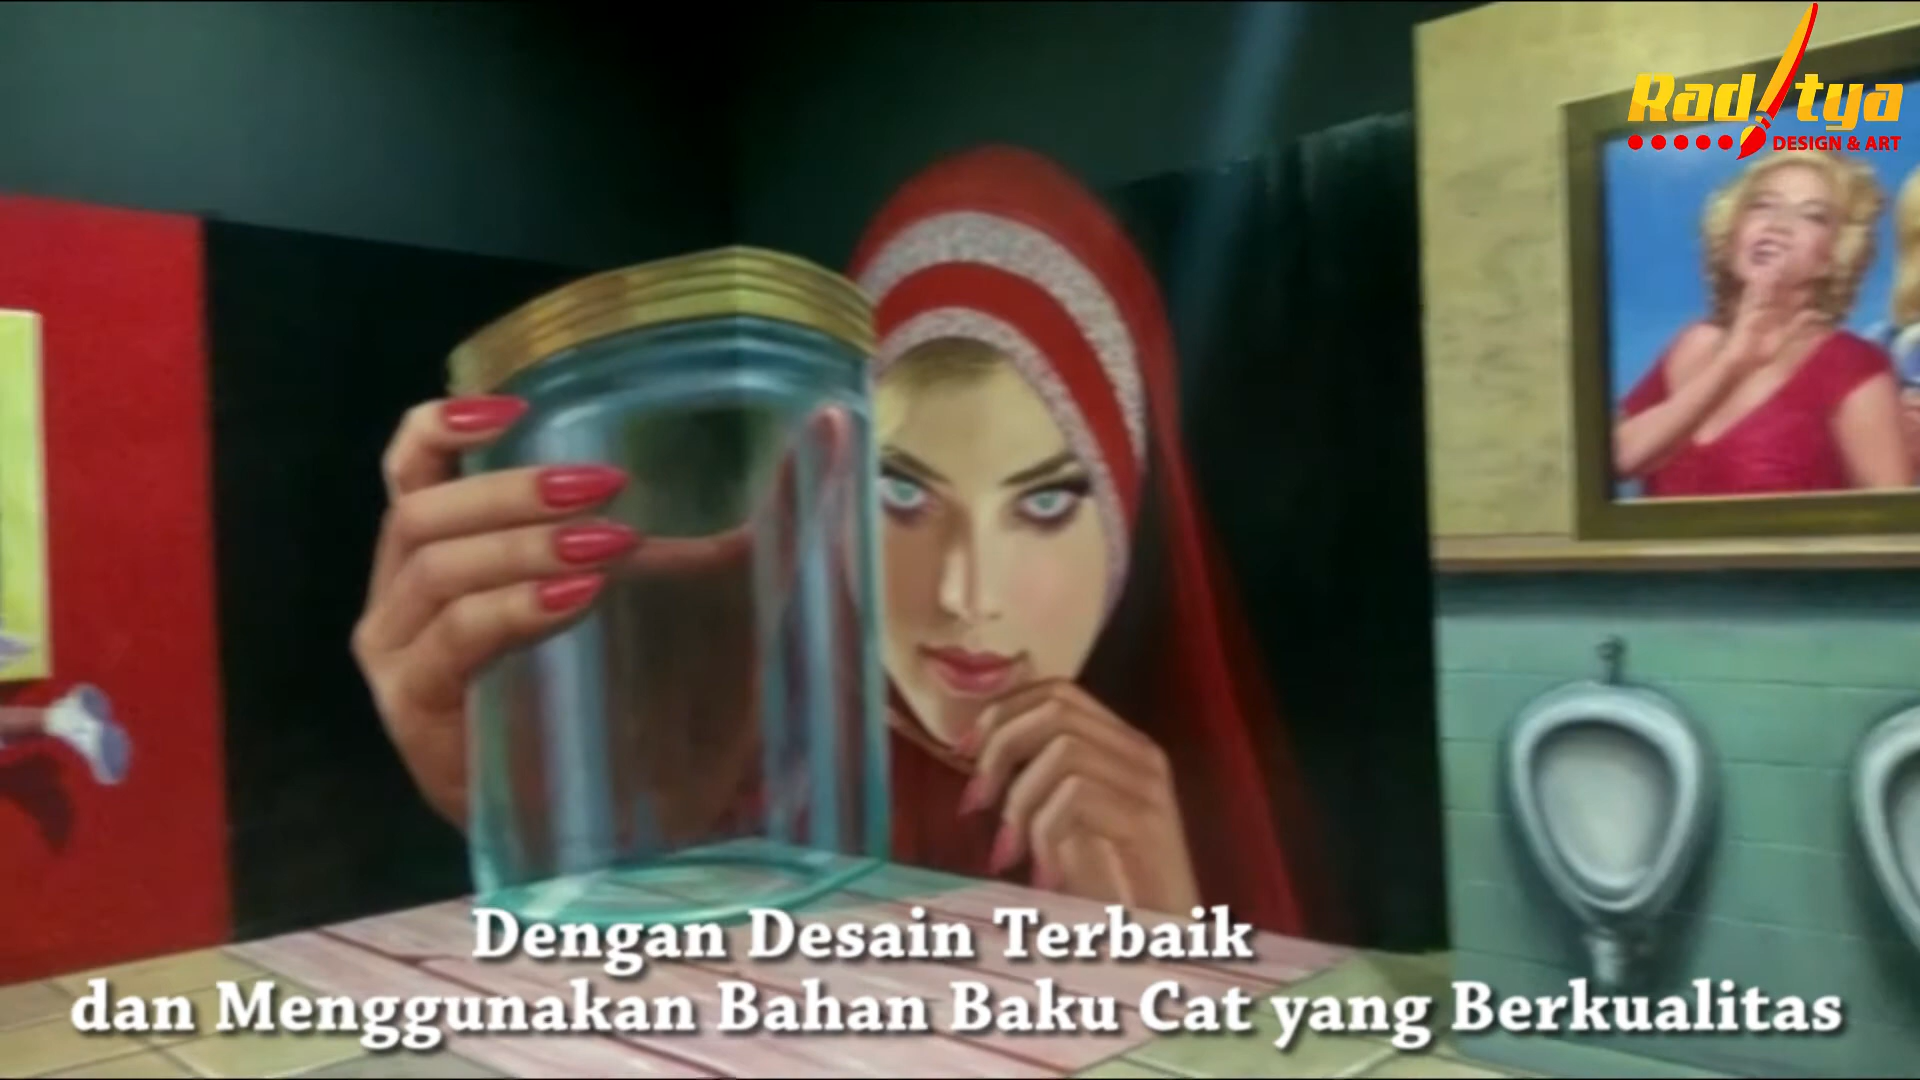 Raditya
DESIGN & ART
Dengan Desain Terbaik
dan Menggunakan Bahan Baku Cat yang Berkualitas